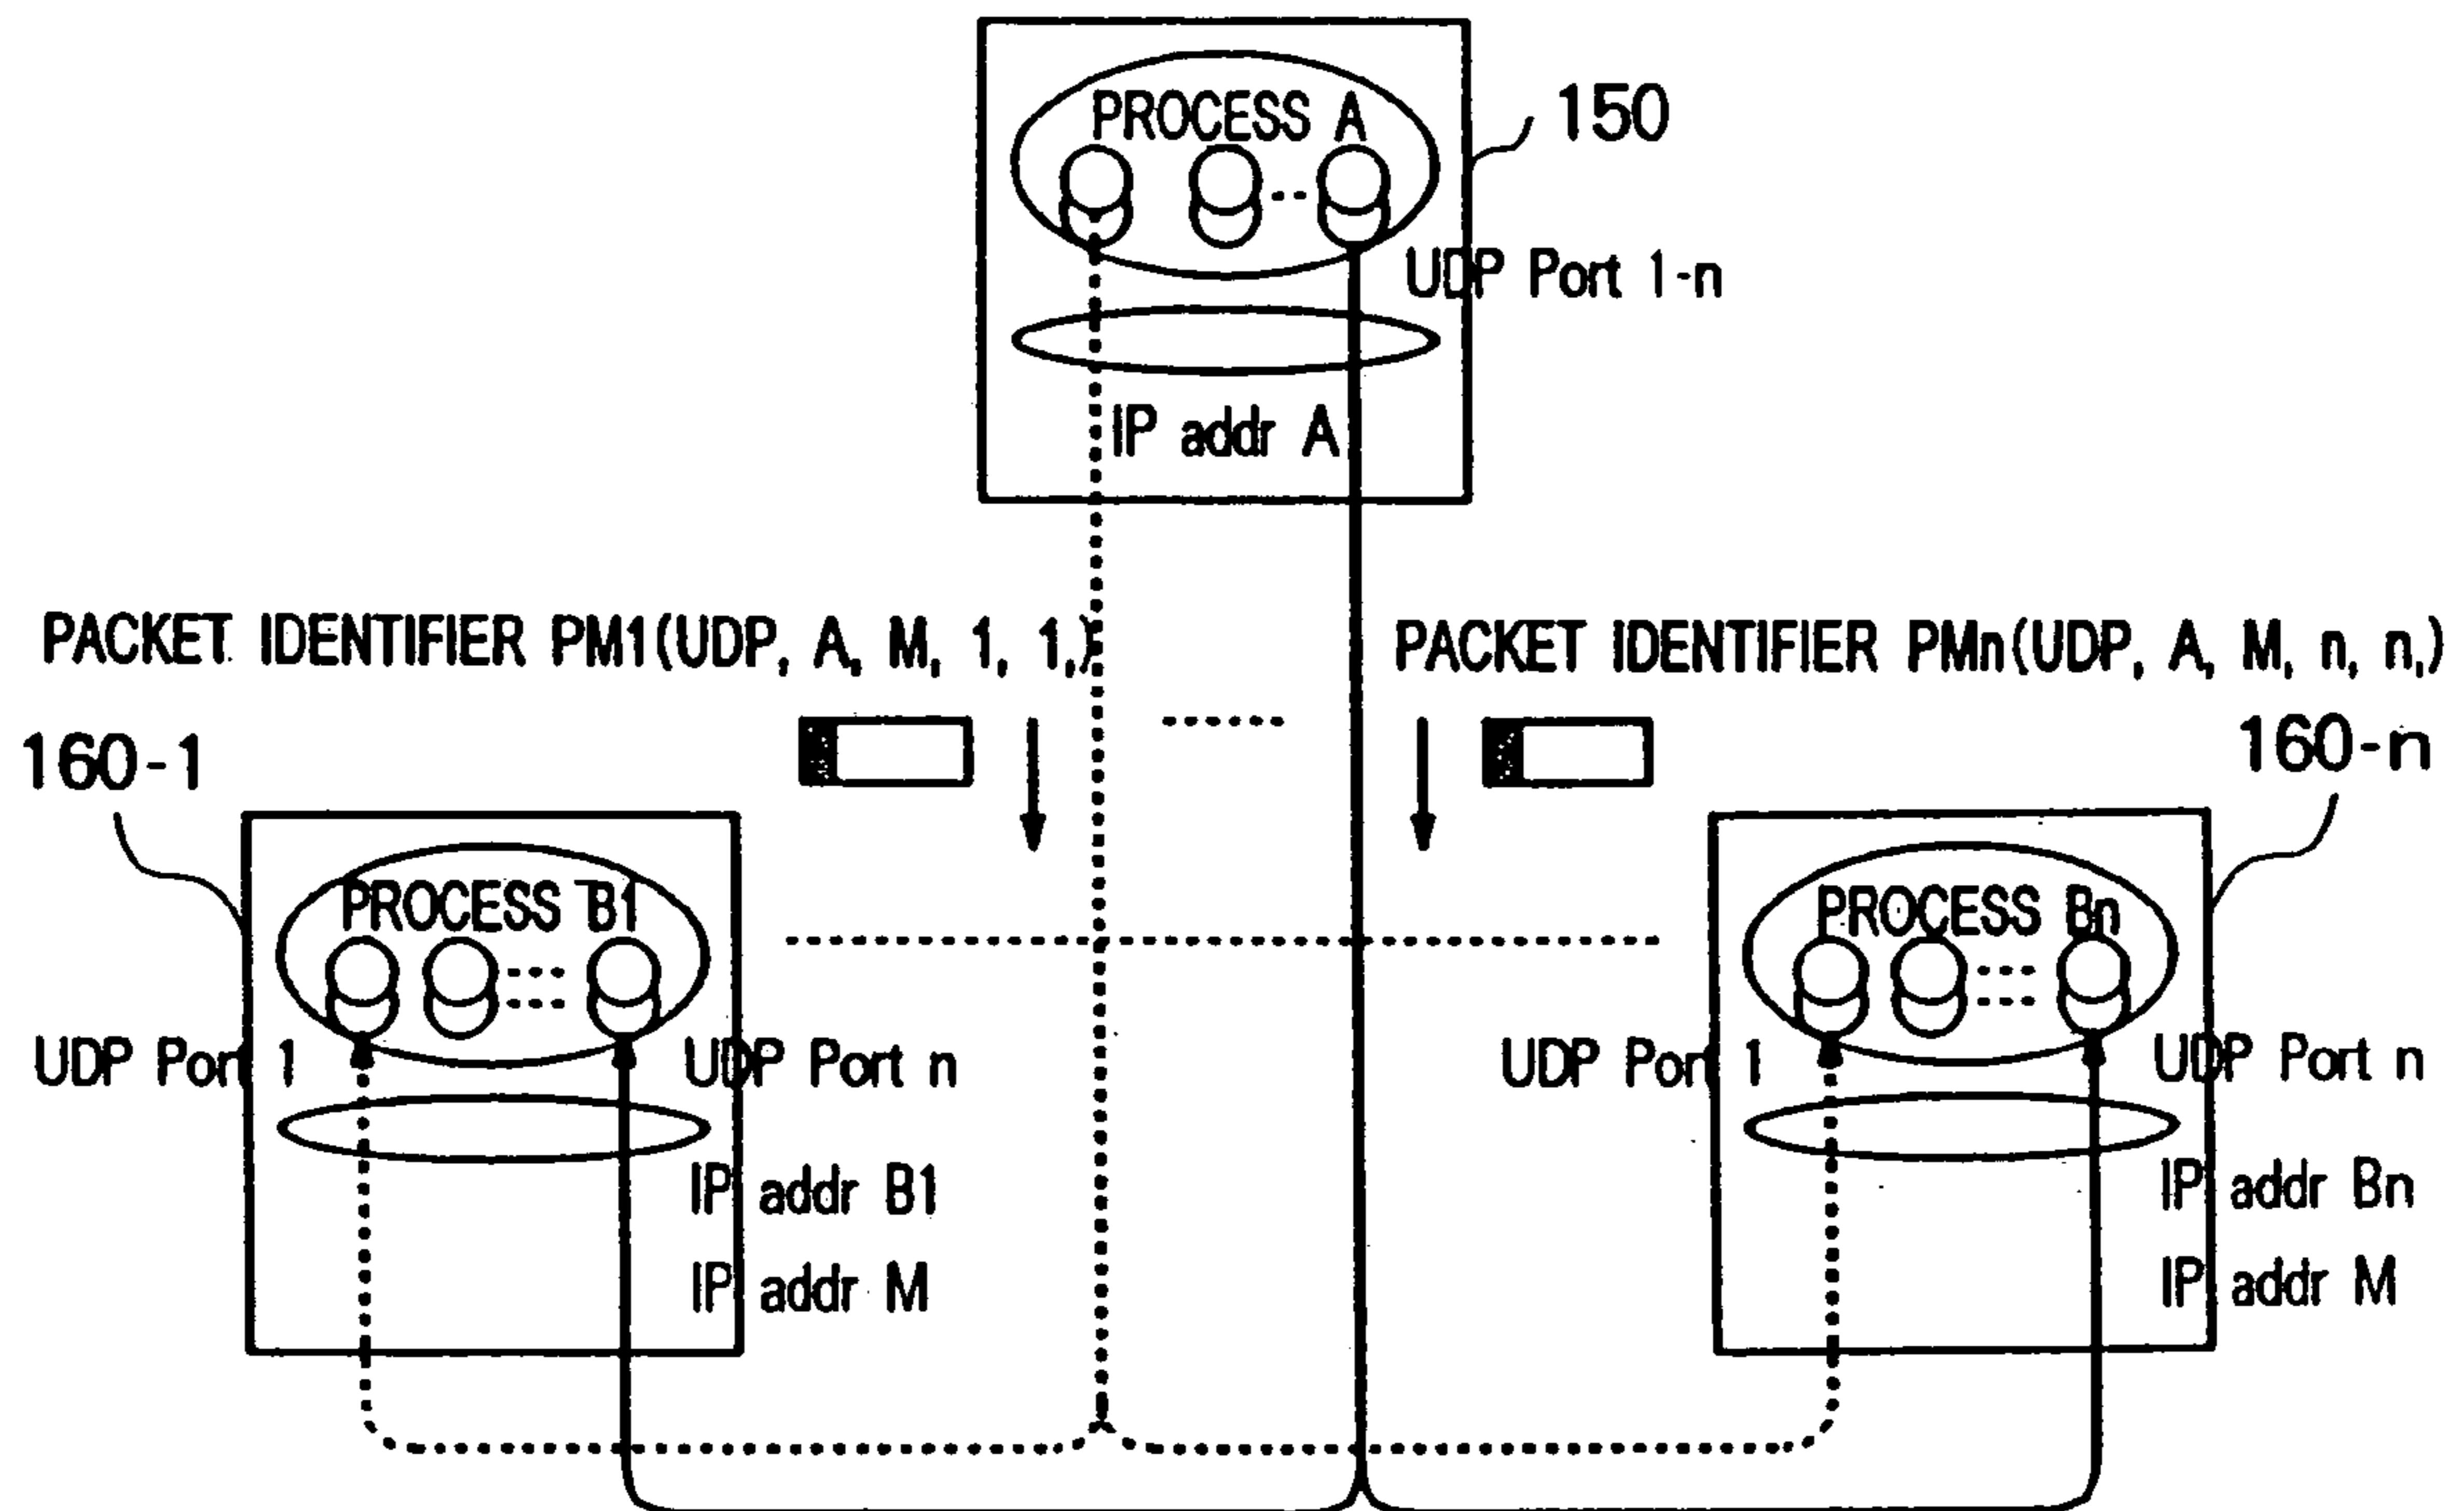 PROCESS A
150
UDP Port 1-n
IP addr A
PACKET IDENTIFIER PM1(UDP, A, M, 1, 1,)
PACKET IDENTIFIER PMn(UDP, A, M, n, n,)
160-1
160-n
PROCESS B1
PROCESS Bn
UDP Port 1
UDP Port n
UDP Port 1
UDP Port n
IP addr B1
IP addr Bn
IP addr M
IP addr M